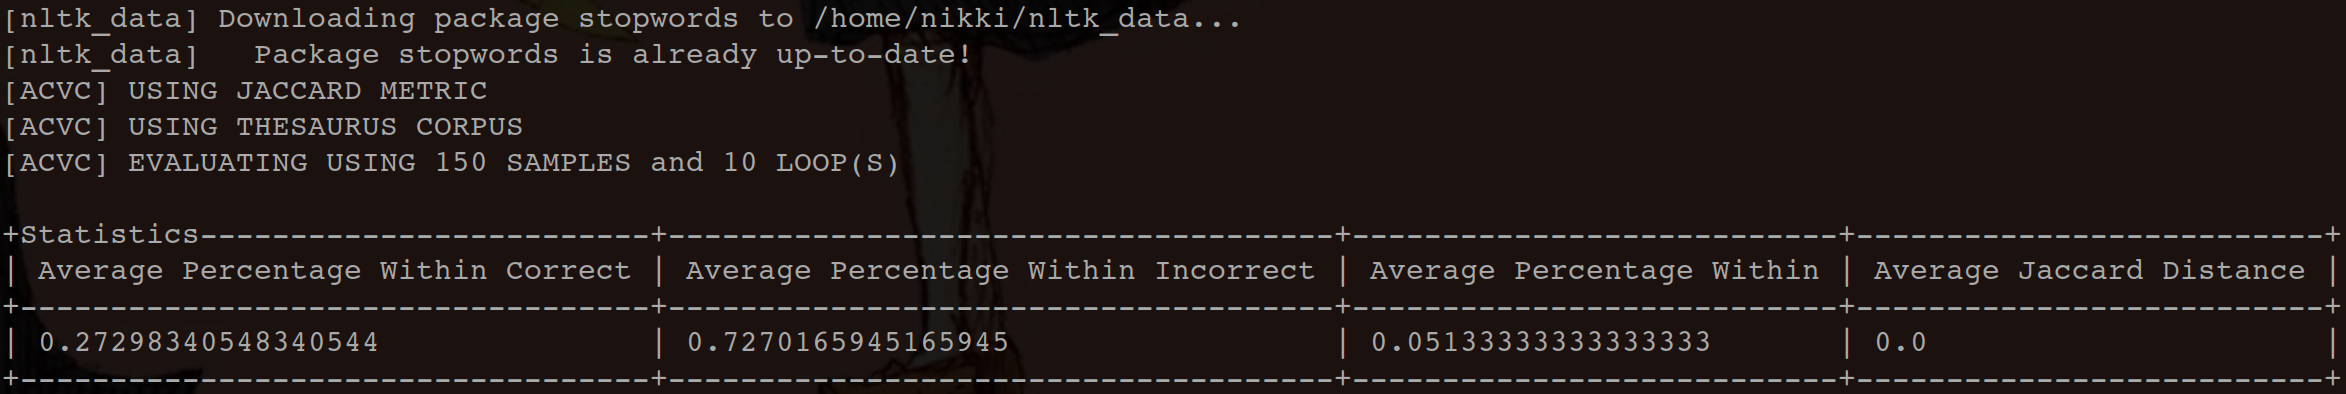 [nltk_data] Downloading package stopwords to /home/nikki/nltk_data...
[nltk_data]   Package stopwords is already up-to-date!
[ACVC] USING JACCARD METRIC
[ACVC] USING THESAURUS CORPUS
[ACVC] EVALUATING USING 150 SAMPLES and 10 LOOP(S)
+Statistics-------------------------+-------------------------------------+---------------------------+--------------------------+
| Average Percentage Within Correct | Average Percentage Within Incorrect | Average Percentage Within | Average Jaccard Distance |
+-----------------------------------+-------------------------------------+---------------------------+--------------------------+
| 0.27298340548340544               | 0.7270165945165945                  | 0.05133333333333333       | 0.0                      |
+-----------------------------------+-------------------------------------+---------------------------+--------------------------+